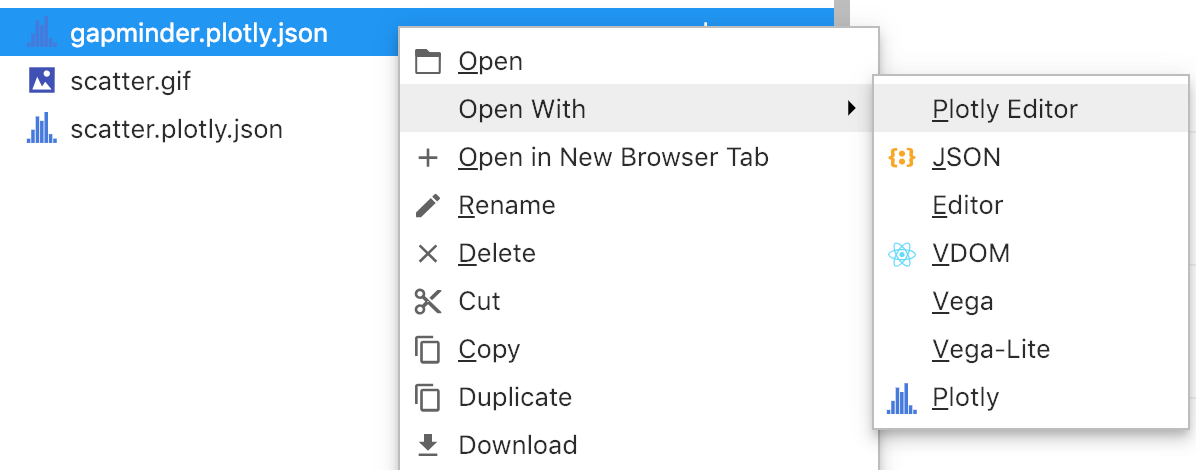 gapminder.plotly.json
scatter.gif
scatter.plotly.json
Open
Open With
Open in New Browser Tab
Rename
Delete
Cut
Copy
Duplicate
Download
Plotly Editor
JSON
Editor
VDOM
Vega
Vega-Lite
Plotly